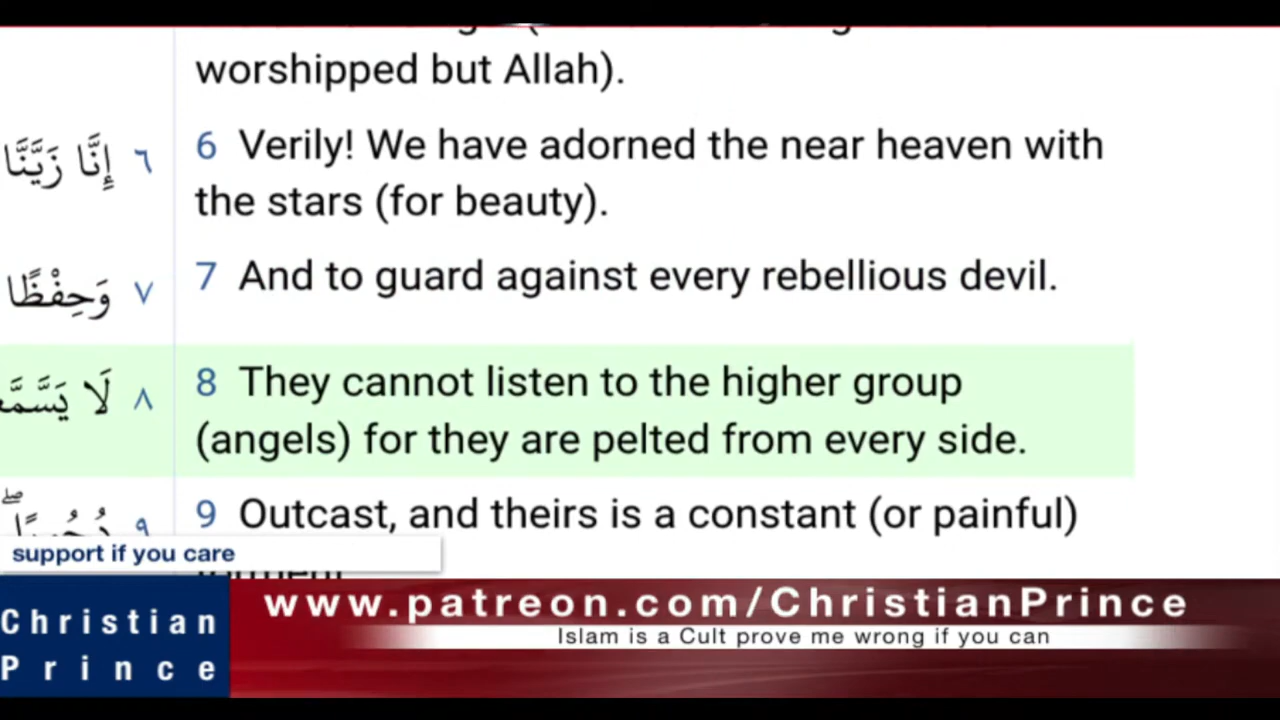 worshipped but Allah).
٦ إِنَّا زَيَّنَّا
6 Verily! We have adorned the near heaven with
the stars (for beauty).
٧ وَحِفْظًا
7 And to guard against every rebellious devil.
٨ لَا
8 They cannot listen to the higher group
(angels) for they are pelted from every side.
٩
9 Outcast, and theirs is a constant (or painful)
support if you care
Christian
Prince
www.patreon.com/ChristianPrince
Islam is a Cult prove me wrong if you can